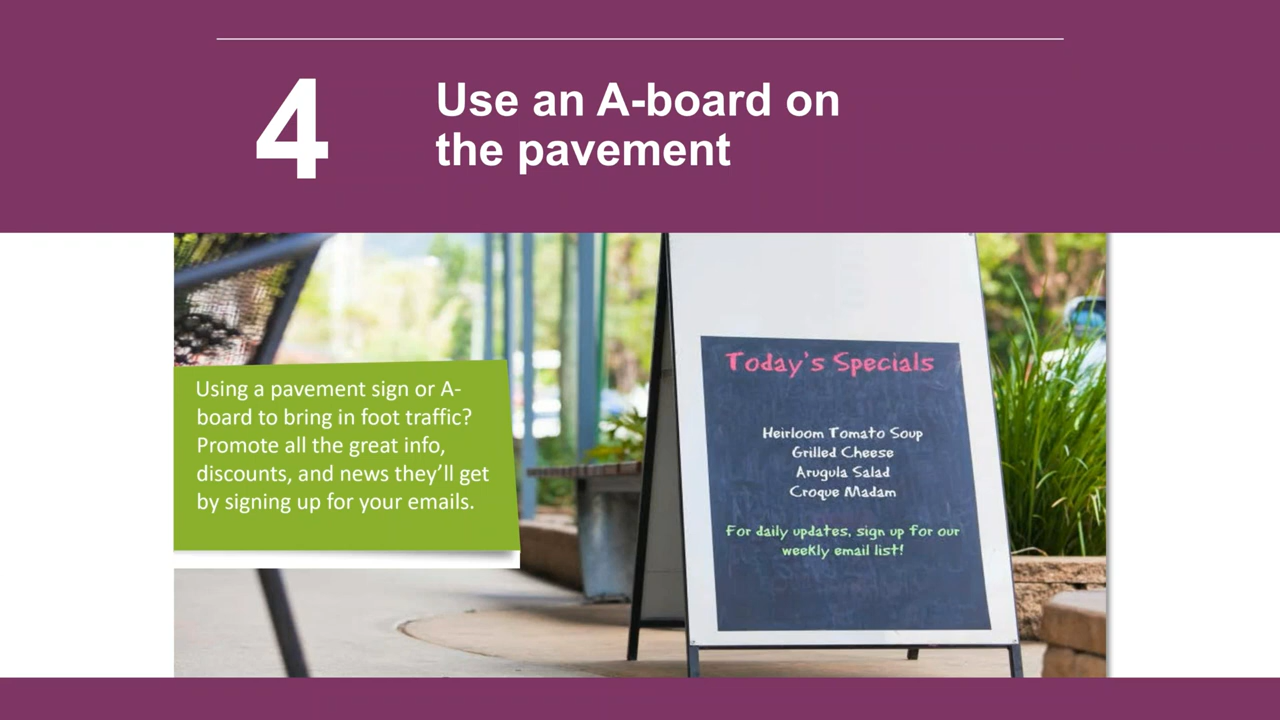 4
Use an A-board on
the pavement
Using a pavement sign or A-
board to bring in foot traffic?
Promote all the great info,
discounts, and news they'll get
by signing up for your emails.
Today's Specials
Heirloom Tomato Soup
Grilled Cheese
Arugula Salad
Croque Madam
For daily updates, sign up for our
weekly email list!